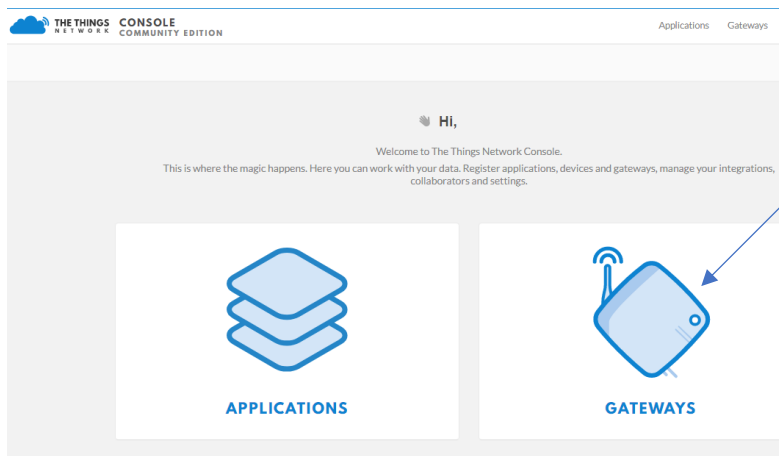 THE THINGS CONSOLE
NETWORK COMMUNITY EDITION
Applications Gateways
Hi,
Welcome to The Things Network Console.
This is where the magic happens. Here you can work with your data. Register applications, devices and gateways, manage your integrations,
collaborators and settings.
APPLICATIONS
GATEWAYS